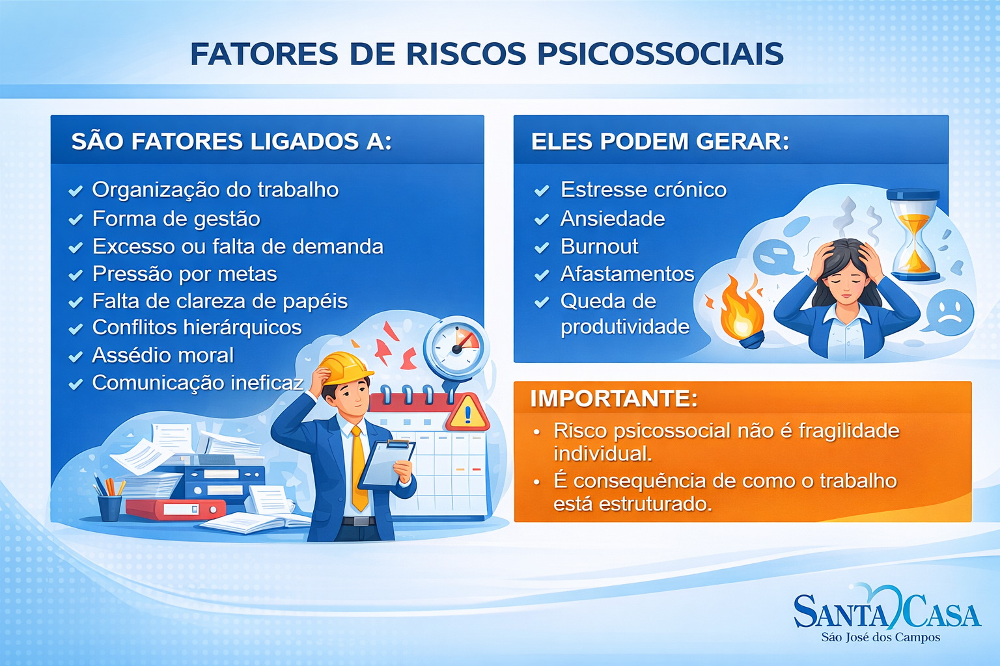 FATORES DE RISCOS PSICOSSOCIAIS
SÃO FATORES LIGADOS A:
Organização do trabalho
Forma de gestão
Excesso ou falta de demanda
Pressão por metas
Falta de clareza de papéis
Conflitos hierárquicos
Assédio moral
Comunicação ineficaz
ELES PODEM GERAR:
Estresse crónico
Ansiedade
Burnout
Afastamentos
Queda de
produtividade
IMPORTANTE:
• Risco psicossocial não é fragilidade
individual.
• É consequência de como o trabalho
está estruturado.
SANTA CASA
São José dos Campos